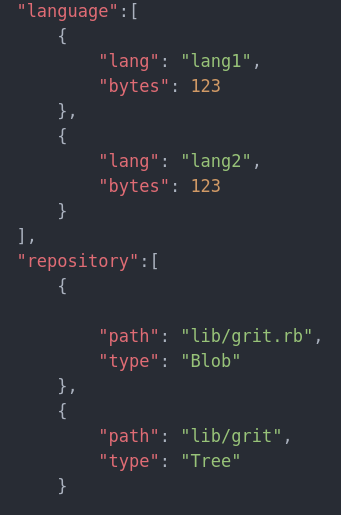 "language":[
    {
        "lang": "lang1",
        "bytes": 123
    },
    {
        "lang": "lang2",
        "bytes": 123
    }
],
"repository":[
    {
        "path": "lib/grit.rb",
        "type": "Blob"
    },
    {
        "path": "lib/grit",
        "type": "Tree"
    }